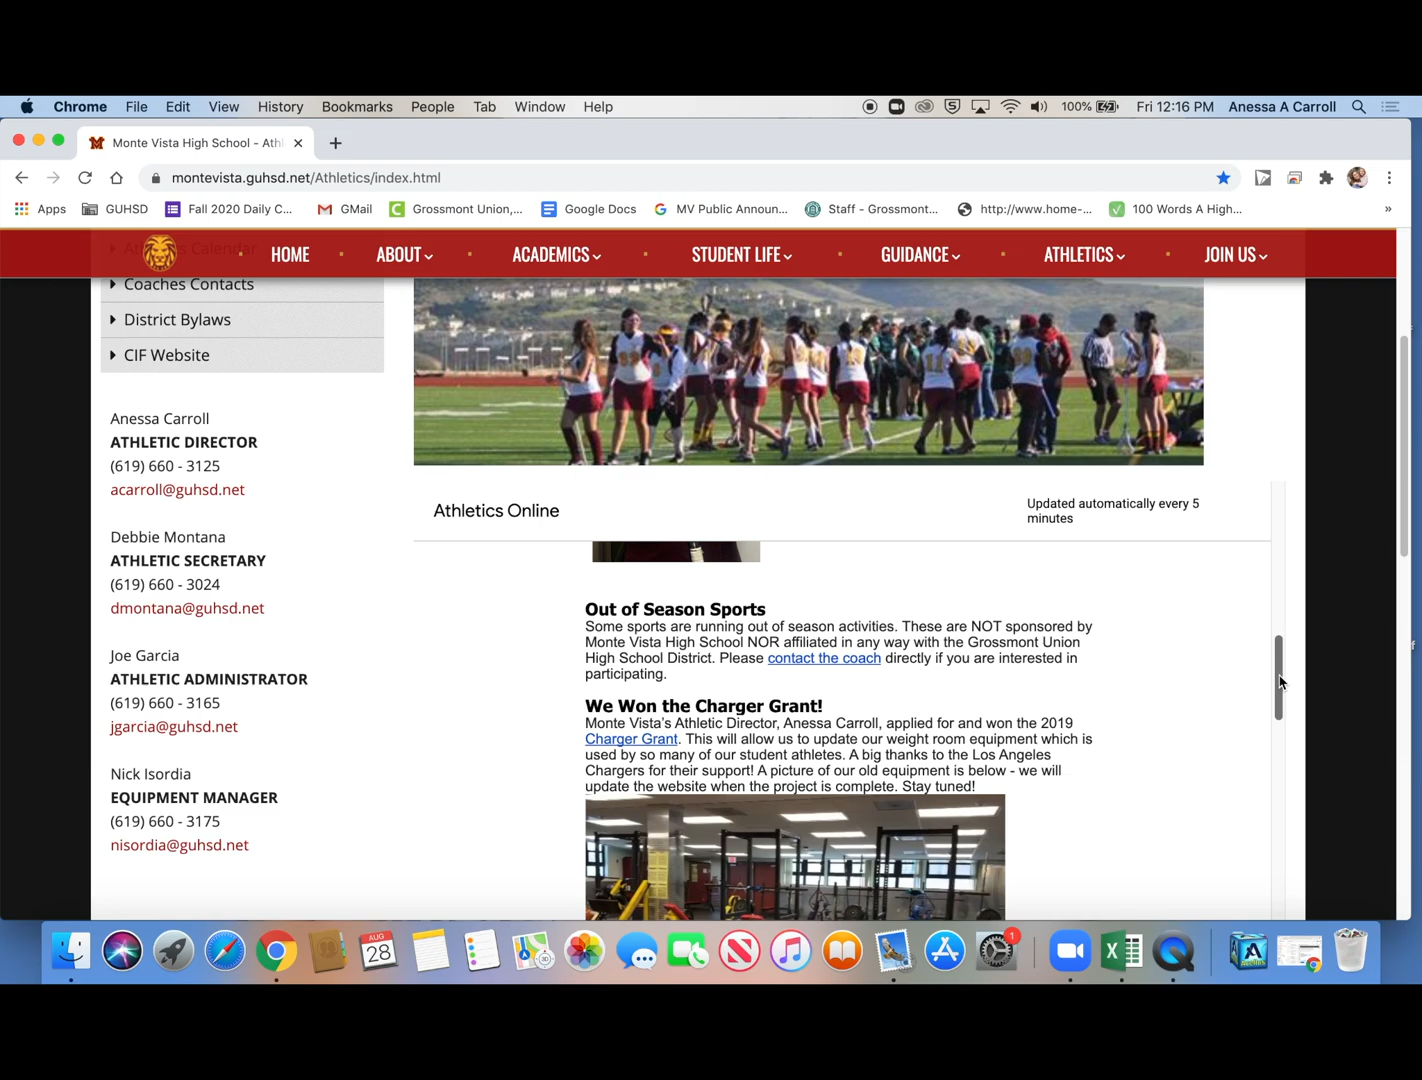 Chrome File Edit View History Bookmarks People Tab Window Help 100% Fri 12:16 PM Anessa A Carroll
Monte Vista High School - Ath
montevista.guhsd.net/Athletics/index.html
Apps GUHSD Fall 2020 Daily C... GMail Grossmont Union,... Google Docs MV Public Announ... Staff - Grossmont... http://www.home-... 100 Words A High... »
HOME ABOUT ACADEMICS STUDENT LIFE GUIDANCE ATHLETICS JOIN US
Coaches Contacts
District Bylaws
CIF Website
Anessa Carroll
ATHLETIC DIRECTOR
(619) 660 - 3125
acarroll@guhsd.net
Debbie Montana
ATHLETIC SECRETARY
(619) 660 - 3024
dmontana@guhsd.net
Joe Garcia
ATHLETIC ADMINISTRATOR
(619) 660 - 3165
jgarcia@guhsd.net
Nick Isordia
EQUIPMENT MANAGER
(619) 660 - 3175
nisordia@guhsd.net
Athletics Online
Updated automatically every 5
minutes
Out of Season Sports
Some sports are running out of season activities. These are NOT sponsored by
Monte Vista High School NOR affiliated in any way with the Grossmont Union
High School District. Please contact the coach directly if you are interested in
participating.
We Won the Charger Grant!
Monte Vista's Athletic Director, Anessa Carroll, applied for and won the 2019
Charger Grant. This will allow us to update our weight room equipment which is
used by so many of our student athletes. A big thanks to the Los Angeles
Chargers for their support! A picture of our old equipment is below - we will
update the website when the project is complete. Stay tuned!
AUG
28
1